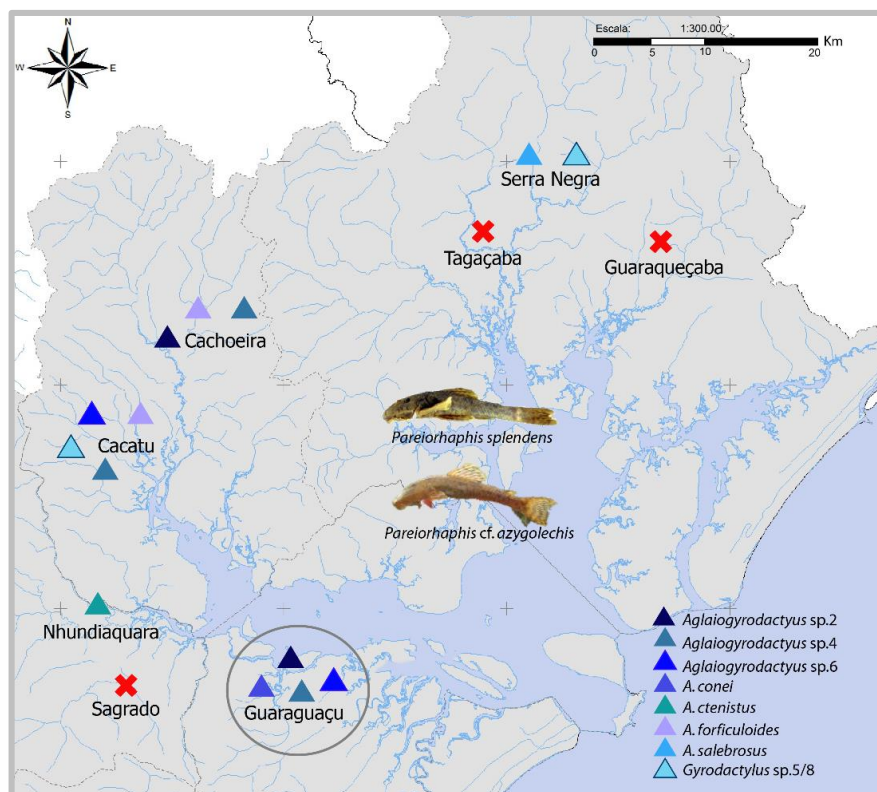 N
W
E
S
Escala: 1:300.00
0 5 10 20 Km
Serra Negra
Tagaçaba
Guaraqueçaba
Cachoeira
Pareiorhaphis splendens
Cacatu
Pareiorhaphis cf. azygolechis
Nhundiaquara
Sagrado
Guaraguaçu
Aglaiogyrodactyus sp.2
Aglaiogyrodactyus sp.4
Aglaiogyrodactyus sp.6
A. conei
A. ctenistus
A. forficuloides
A. salebrosus
Gyrodactylus sp.5/8